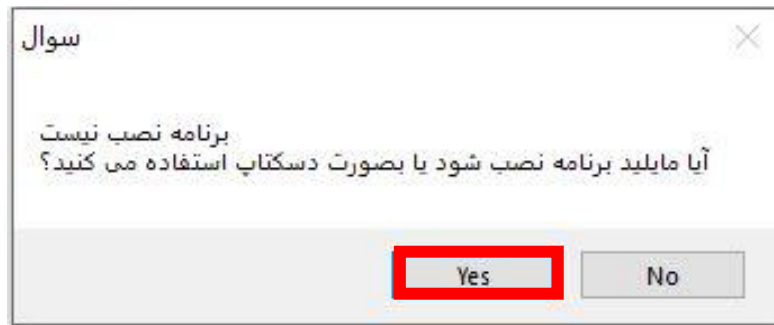 سوال
برنامه نصب نیست
آیا مایلید برنامه نصب شود یا بصورت دسکتاپ استفاده می کنید؟
Yes
No